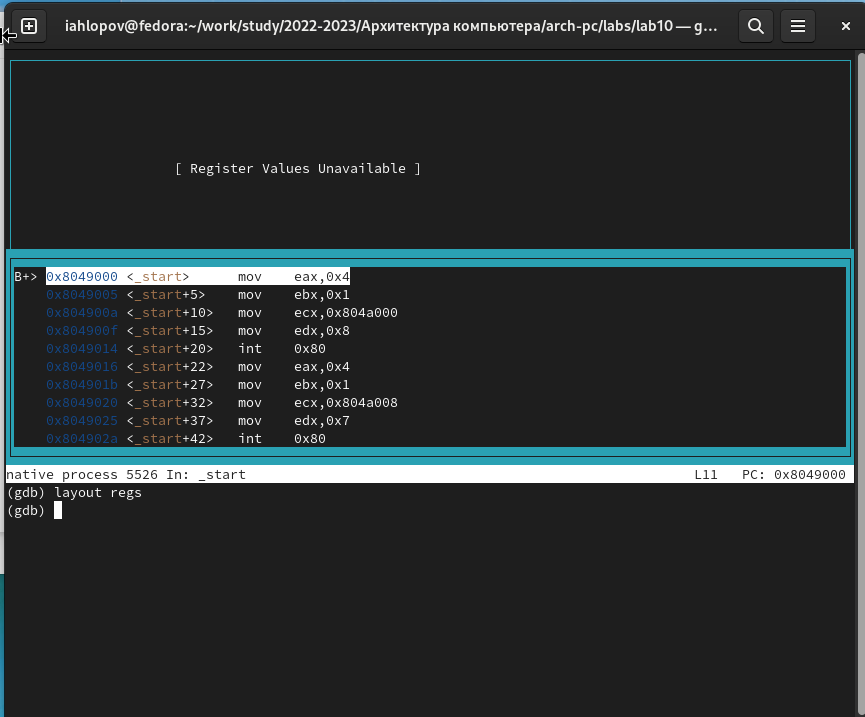 iahlopov@fedora:~/work/study/2022-2023/Архитектура компьютера/arch-pc/labs/lab10 — g…
[ Register Values Unavailable ]
B+> 0x8049000 <_start> mov eax,0x4
0x8049005 <_start+5> mov ebx,0x1
0x804900a <_start+10> mov ecx,0x804a000
0x804900f <_start+15> mov edx,0x8
0x8049014 <_start+20> int 0x80
0x8049016 <_start+22> mov eax,0x4
0x804901b <_start+27> mov ebx,0x1
0x8049020 <_start+32> mov ecx,0x804a008
0x8049025 <_start+37> mov edx,0x7
0x804902a <_start+42> int 0x80
native process 5526 In: _start L11 PC: 0x8049000
(gdb) layout regs
(gdb)